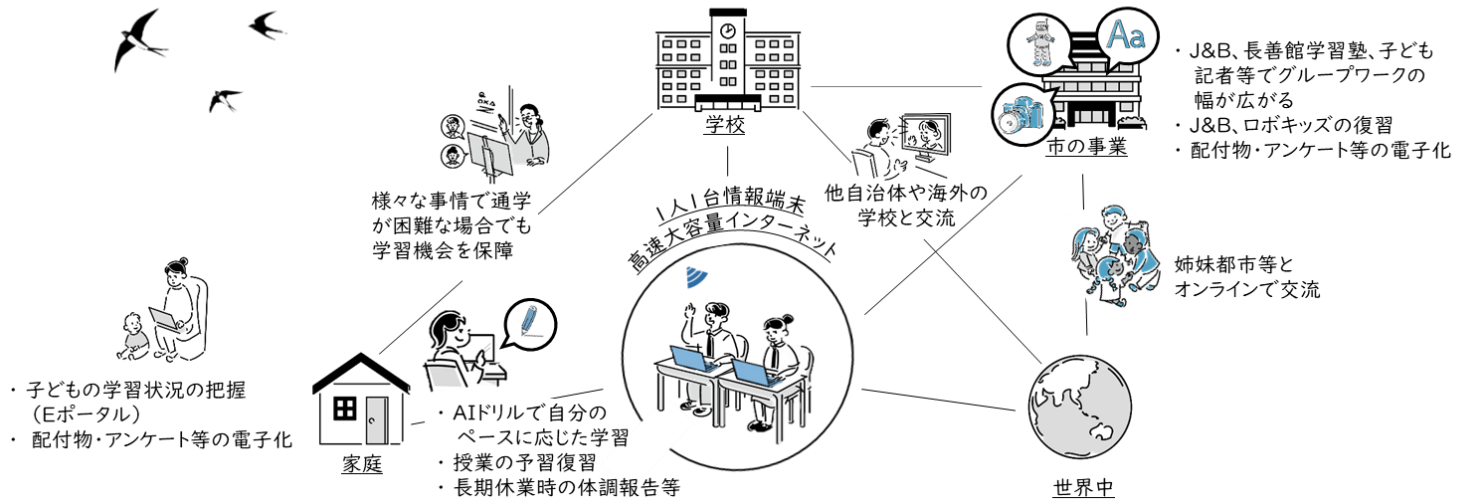 学校
Aa
市の事業
・J&B、長善館学習塾、子ども
記者等でグループワークの
幅が広がる
・J&B、ロボキッズの復習
・配付物・アンケート等の電子化
様々な事情で通学
が困難な場合でも
学習機会を保障
他自治体や海外の
学校と交流
1人1台情報端末
高速大容量インターネット
姉妹都市等と
オンラインで交流
・子どもの学習状況の把握
(Eポータル)
・配付物・アンケート等の電子化
家庭
・AIドリルで自分の
ペースに応じた学習
・授業の予習復習
・長期休業時の体調報告等
世界中